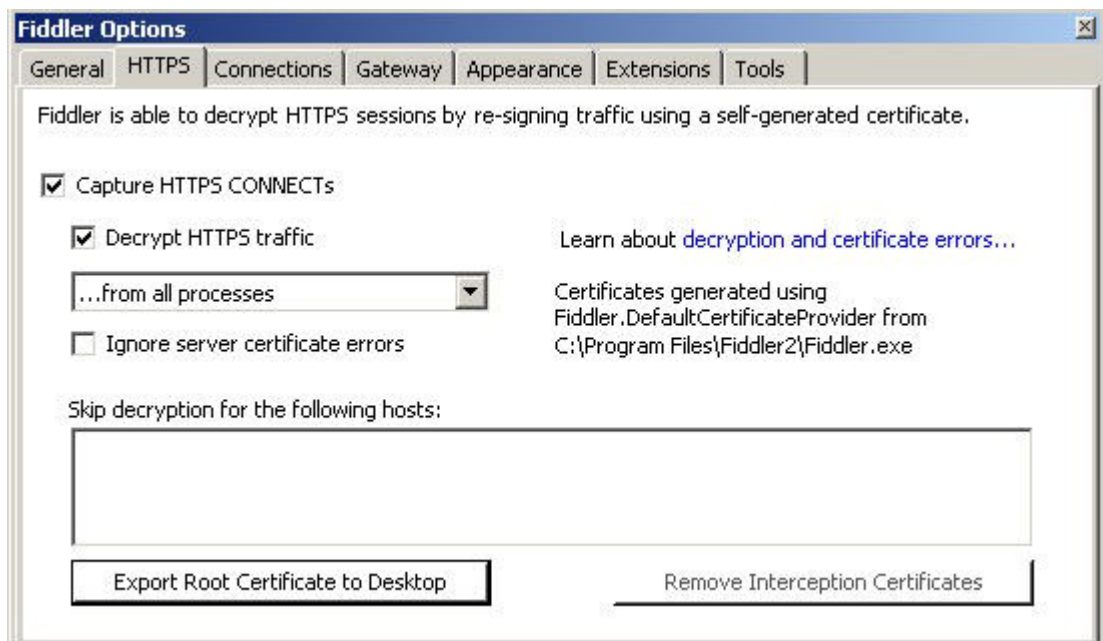 Fiddler Options
General HTTPS Connections Gateway Appearance Extensions Tools
Fiddler is able to decrypt HTTPS sessions by re-signing traffic using a self-generated certificate.
Capture HTTPS CONNECTs
Decrypt HTTPS traffic
Learn about decryption and certificate errors...
...from all processes
Certificates generated using
Fiddler.DefaultCertificateProvider from
C:\Program Files\Fiddler2\Fiddler.exe
Ignore server certificate errors
Skip decryption for the following hosts:
Export Root Certificate to Desktop
Remove Interception Certificates